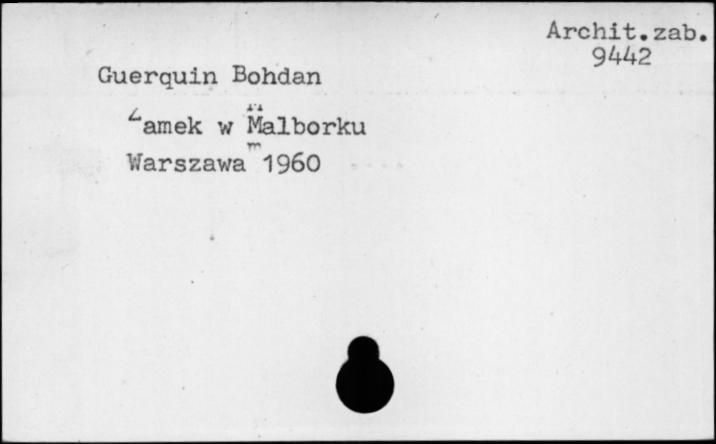 Archit.zab.
9442
Guerquin Bohdan
Zamek w Malborku
Warszawa 1960